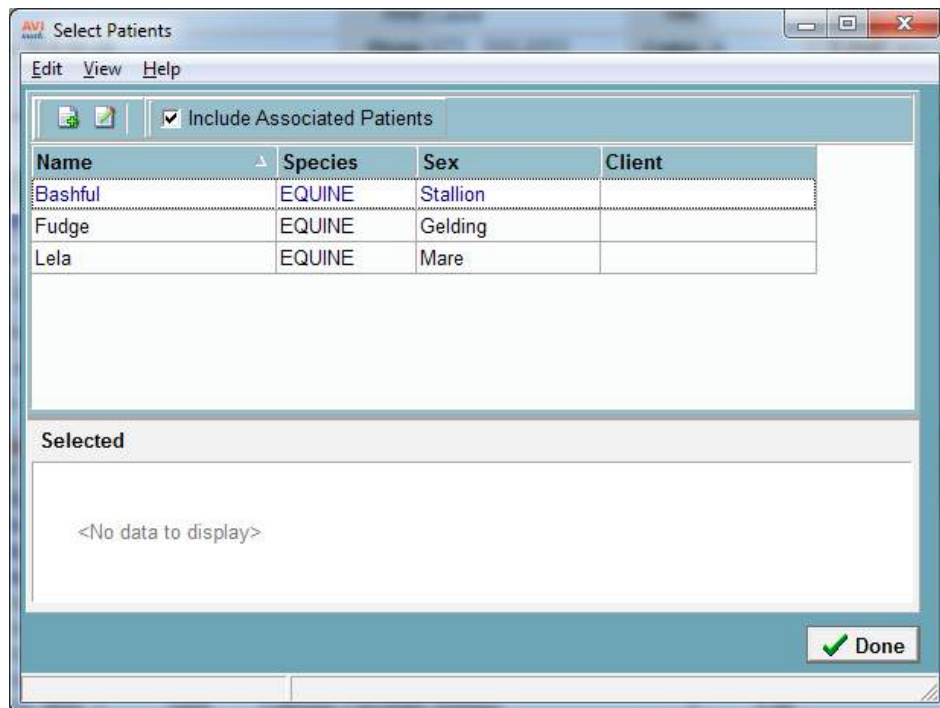 AVI Select Patients
Edit View Help
Include Associated Patients
Name Species Sex Client
Bashful EQUINE Stallion
Fudge EQUINE Gelding
Lela EQUINE Mare
Selected
<No data to display>
Done